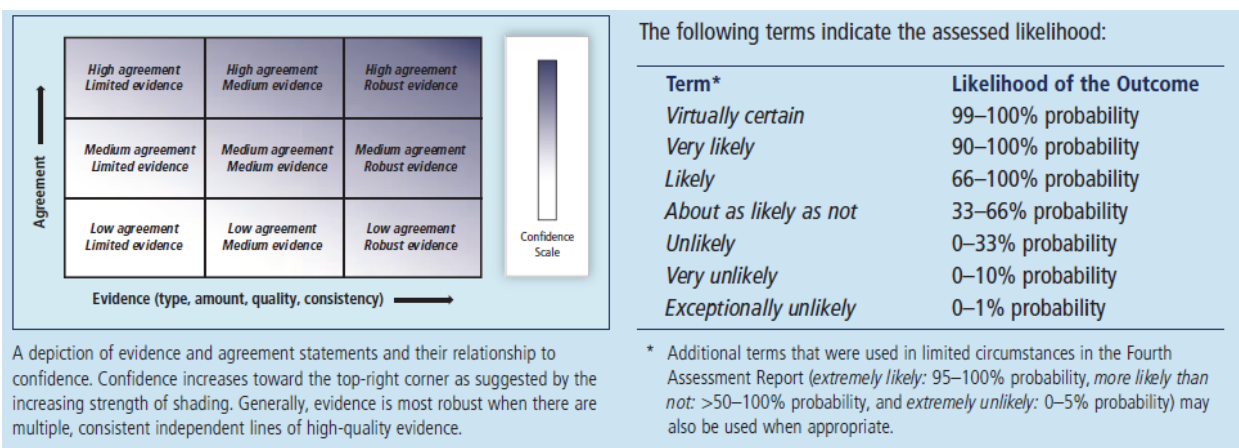 High agreement
Limited evidence
High agreement
Medium evidence
High agreement
Robust evidence
Medium agreement
Limited evidence
Medium agreement
Medium evidence
Medium agreement
Robust evidence
Low agreement
Limited evidence
Low agreement
Medium evidence
Low agreement
Robust evidence
Agreement
Evidence (type, amount, quality, consistency)
Confidence
Scale
A depiction of evidence and agreement statements and their relationship to
confidence. Confidence increases toward the top-right corner as suggested by the
increasing strength of shading. Generally, evidence is most robust when there are
multiple, consistent independent lines of high-quality evidence.
The following terms indicate the assessed likelihood:
Term* Likelihood of the Outcome
Virtually certain 99–100% probability
Very likely 90–100% probability
Likely 66–100% probability
About as likely as not 33–66% probability
Unlikely 0–33% probability
Very unlikely 0–10% probability
Exceptionally unlikely 0–1% probability
* Additional terms that were used in limited circumstances in the Fourth
Assessment Report (extremely likely: 95–100% probability, more likely than
not: >50–100% probability, and extremely unlikely: 0–5% probability) may
also be used when appropriate.